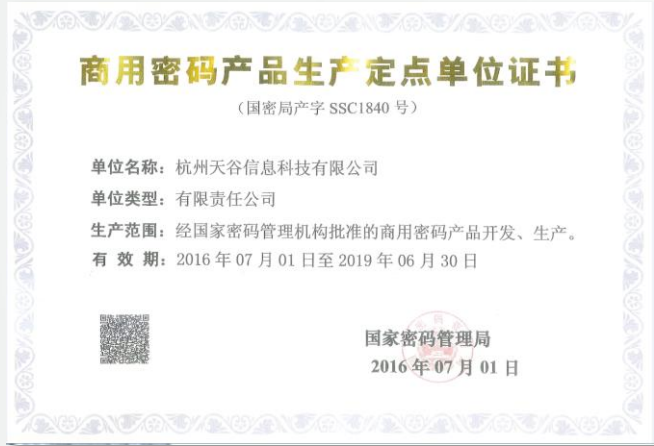 商用密码产品生产定点单位证书
（国密局产字 SSC1840 号）
单位名称：杭州天谷信息科技有限公司
单位类型：有限责任公司
生产范围：经国家密码管理机构批准的商用密码产品开发、生产。
有 效 期：2016 年 07 月 01 日至 2019 年 06 月 30 日
国家密码管理局
2016 年 07 月 01 日